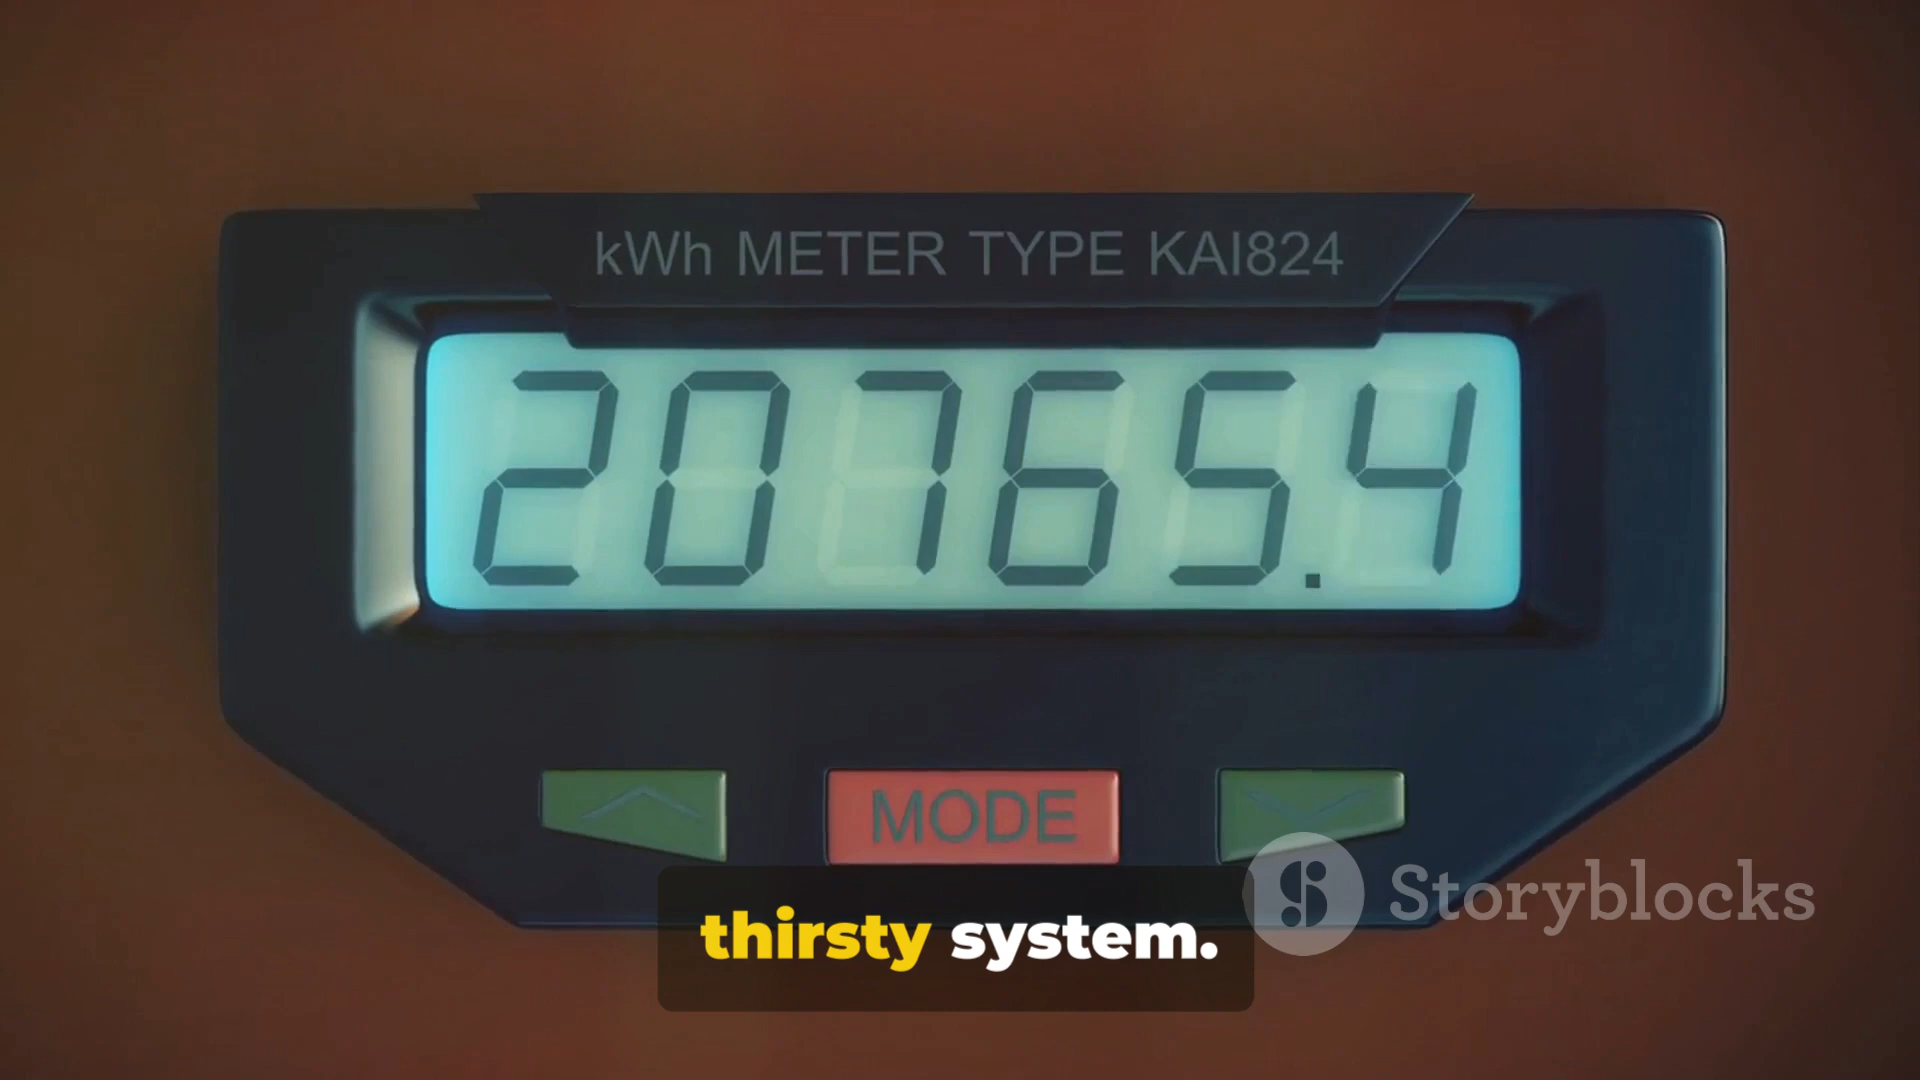 kWh METER TYPE KAI824
20765.4
MODE
Storyblocks
thirsty system.